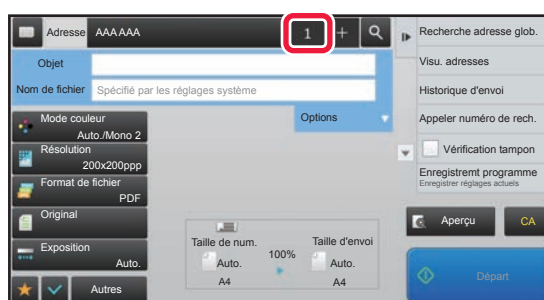 Adresse AAA AAA 1 +
Recherche adresse glob.
Objet
Visu. adresses
Nom de fichier Spécifié par les réglages système
Historique d'envoi
Mode couleur
Auto./Mono 2
Options
Appeler numéro de rech.
Résolution
200x200ppp
Vérification tampon
Format de fichier
PDF
Enregistremt programme
Enregistrer réglages actuels
Original
Aperçu
CA
Exposition
Auto.
Taille de num.
Auto.
A4
100%
Taille d'envoi
Auto.
A4
Départ
Autres